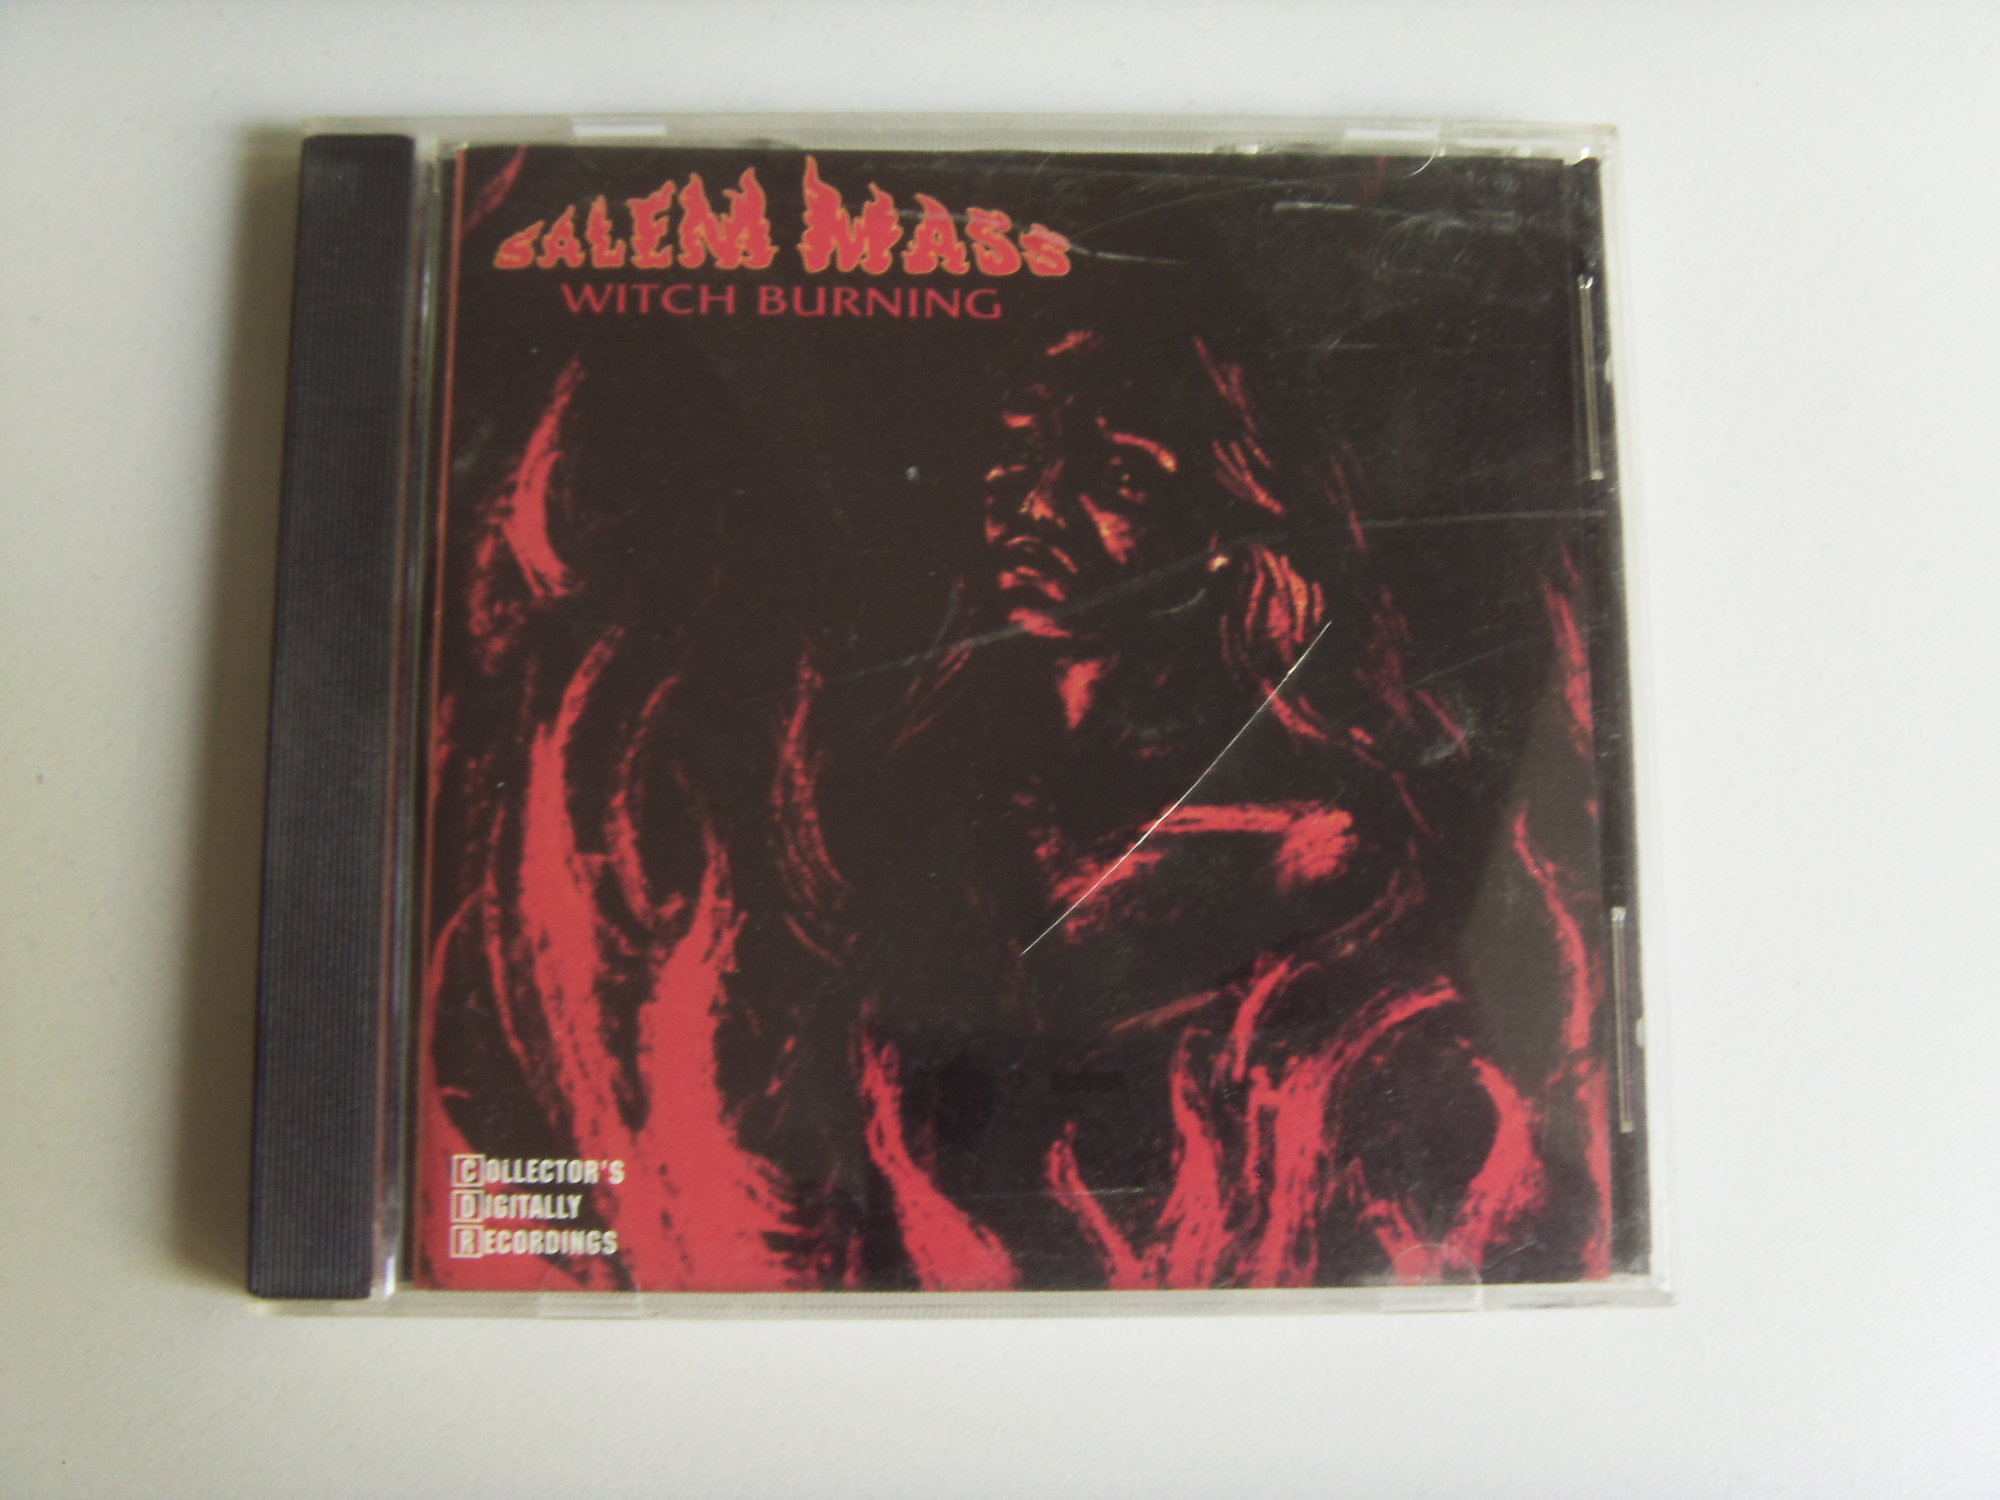 SALEM MASS
WITCH BURNING
COLLECTOR'S
DIGITALLY
RECORDINGS